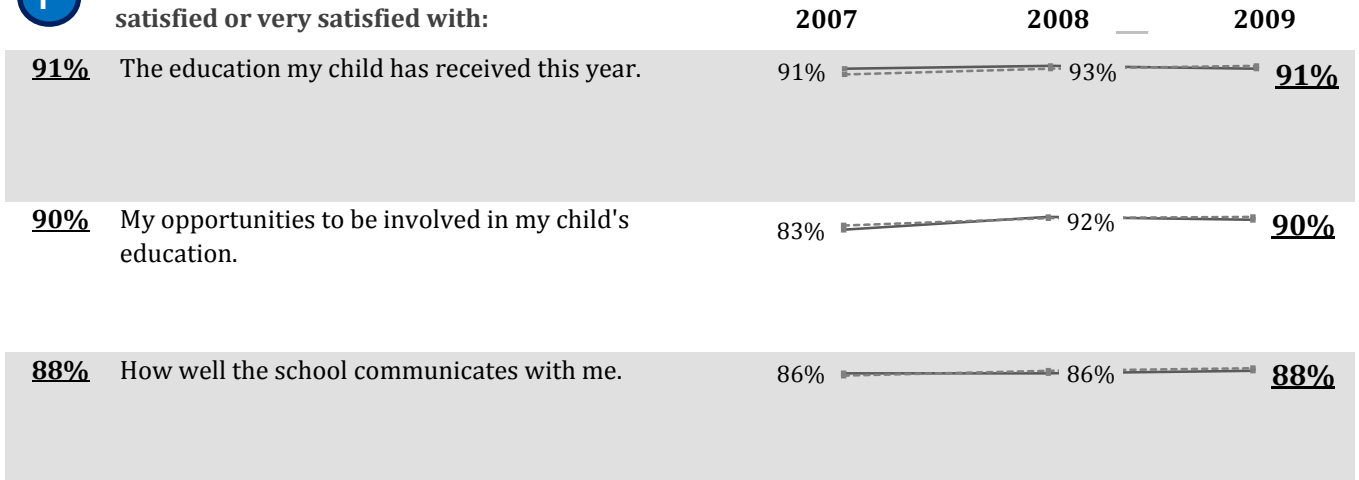 satisfied or very satisfied with: 2007 2008 2009
91% The education my child has received this year. 91% 93% 91%
90% My opportunities to be involved in my child's 83% 92% 90%
education.
88% How well the school communicates with me. 86% 86% 88%